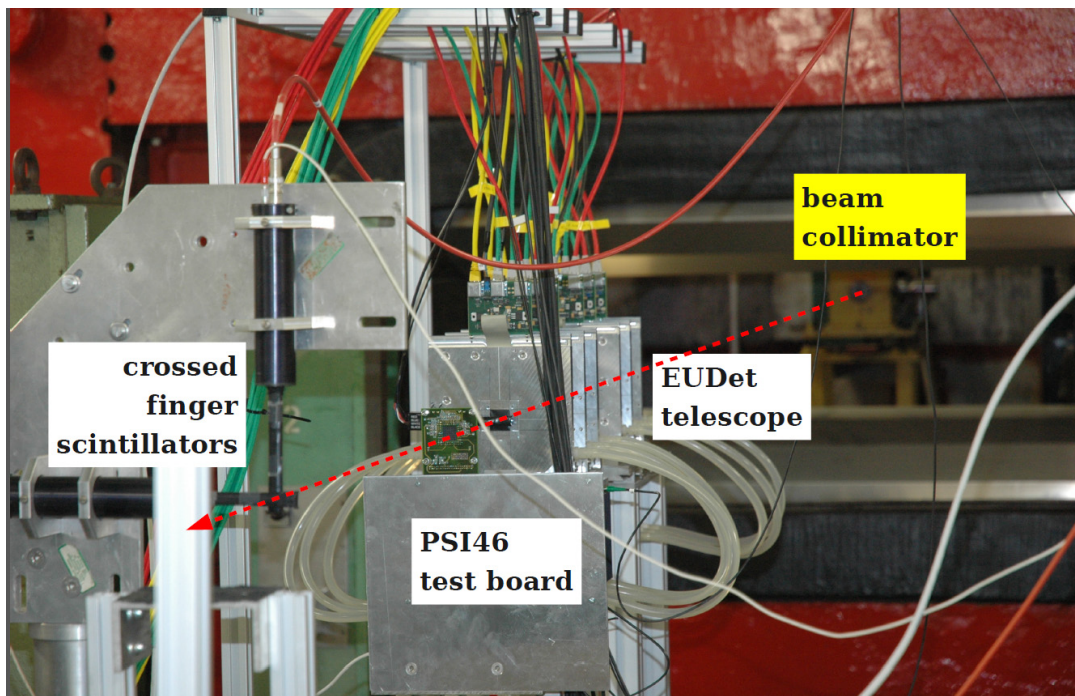 beam
collimator
crossed
finger
scintillators
EUDet
telescope
PSI46
test board